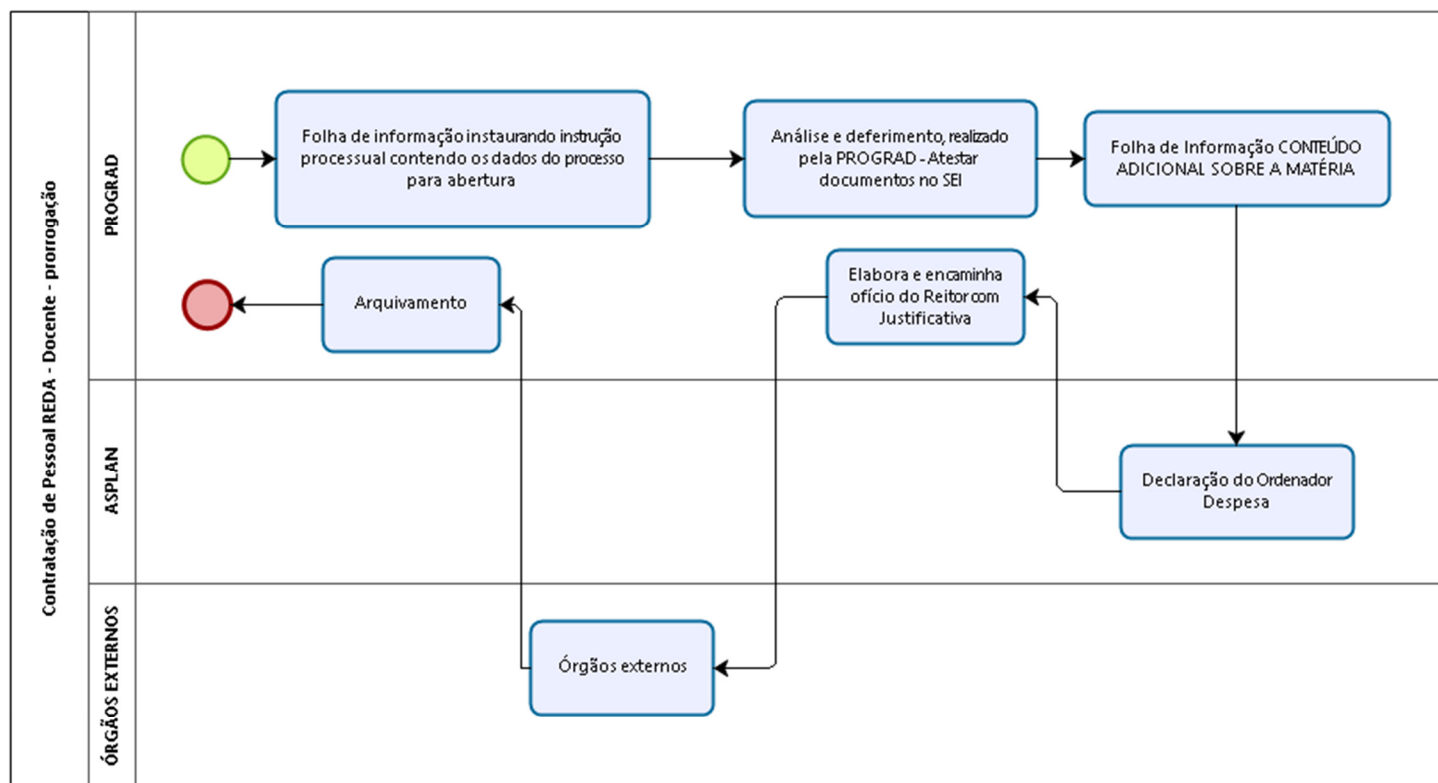 Contratação de Pessoal REDA - Docente - prorrogação
PROGRAD
Folha de informação instaurando instrução
processual contendo os dados do processo
para abertura
Análise e deferimento, realizado
pela PROGRAD - Atestar
documentos no SEI
Folha de Informação CONTEÚDO
ADICIONAL SOBRE A MATÉRIA
Arquivamento
Elabora e encaminha
ofício do Reitor com
Justificativa
ASPLAN
Declaração do Ordenador
Despesa
ÓRGÃOS EXTERNOS
Órgãos externos